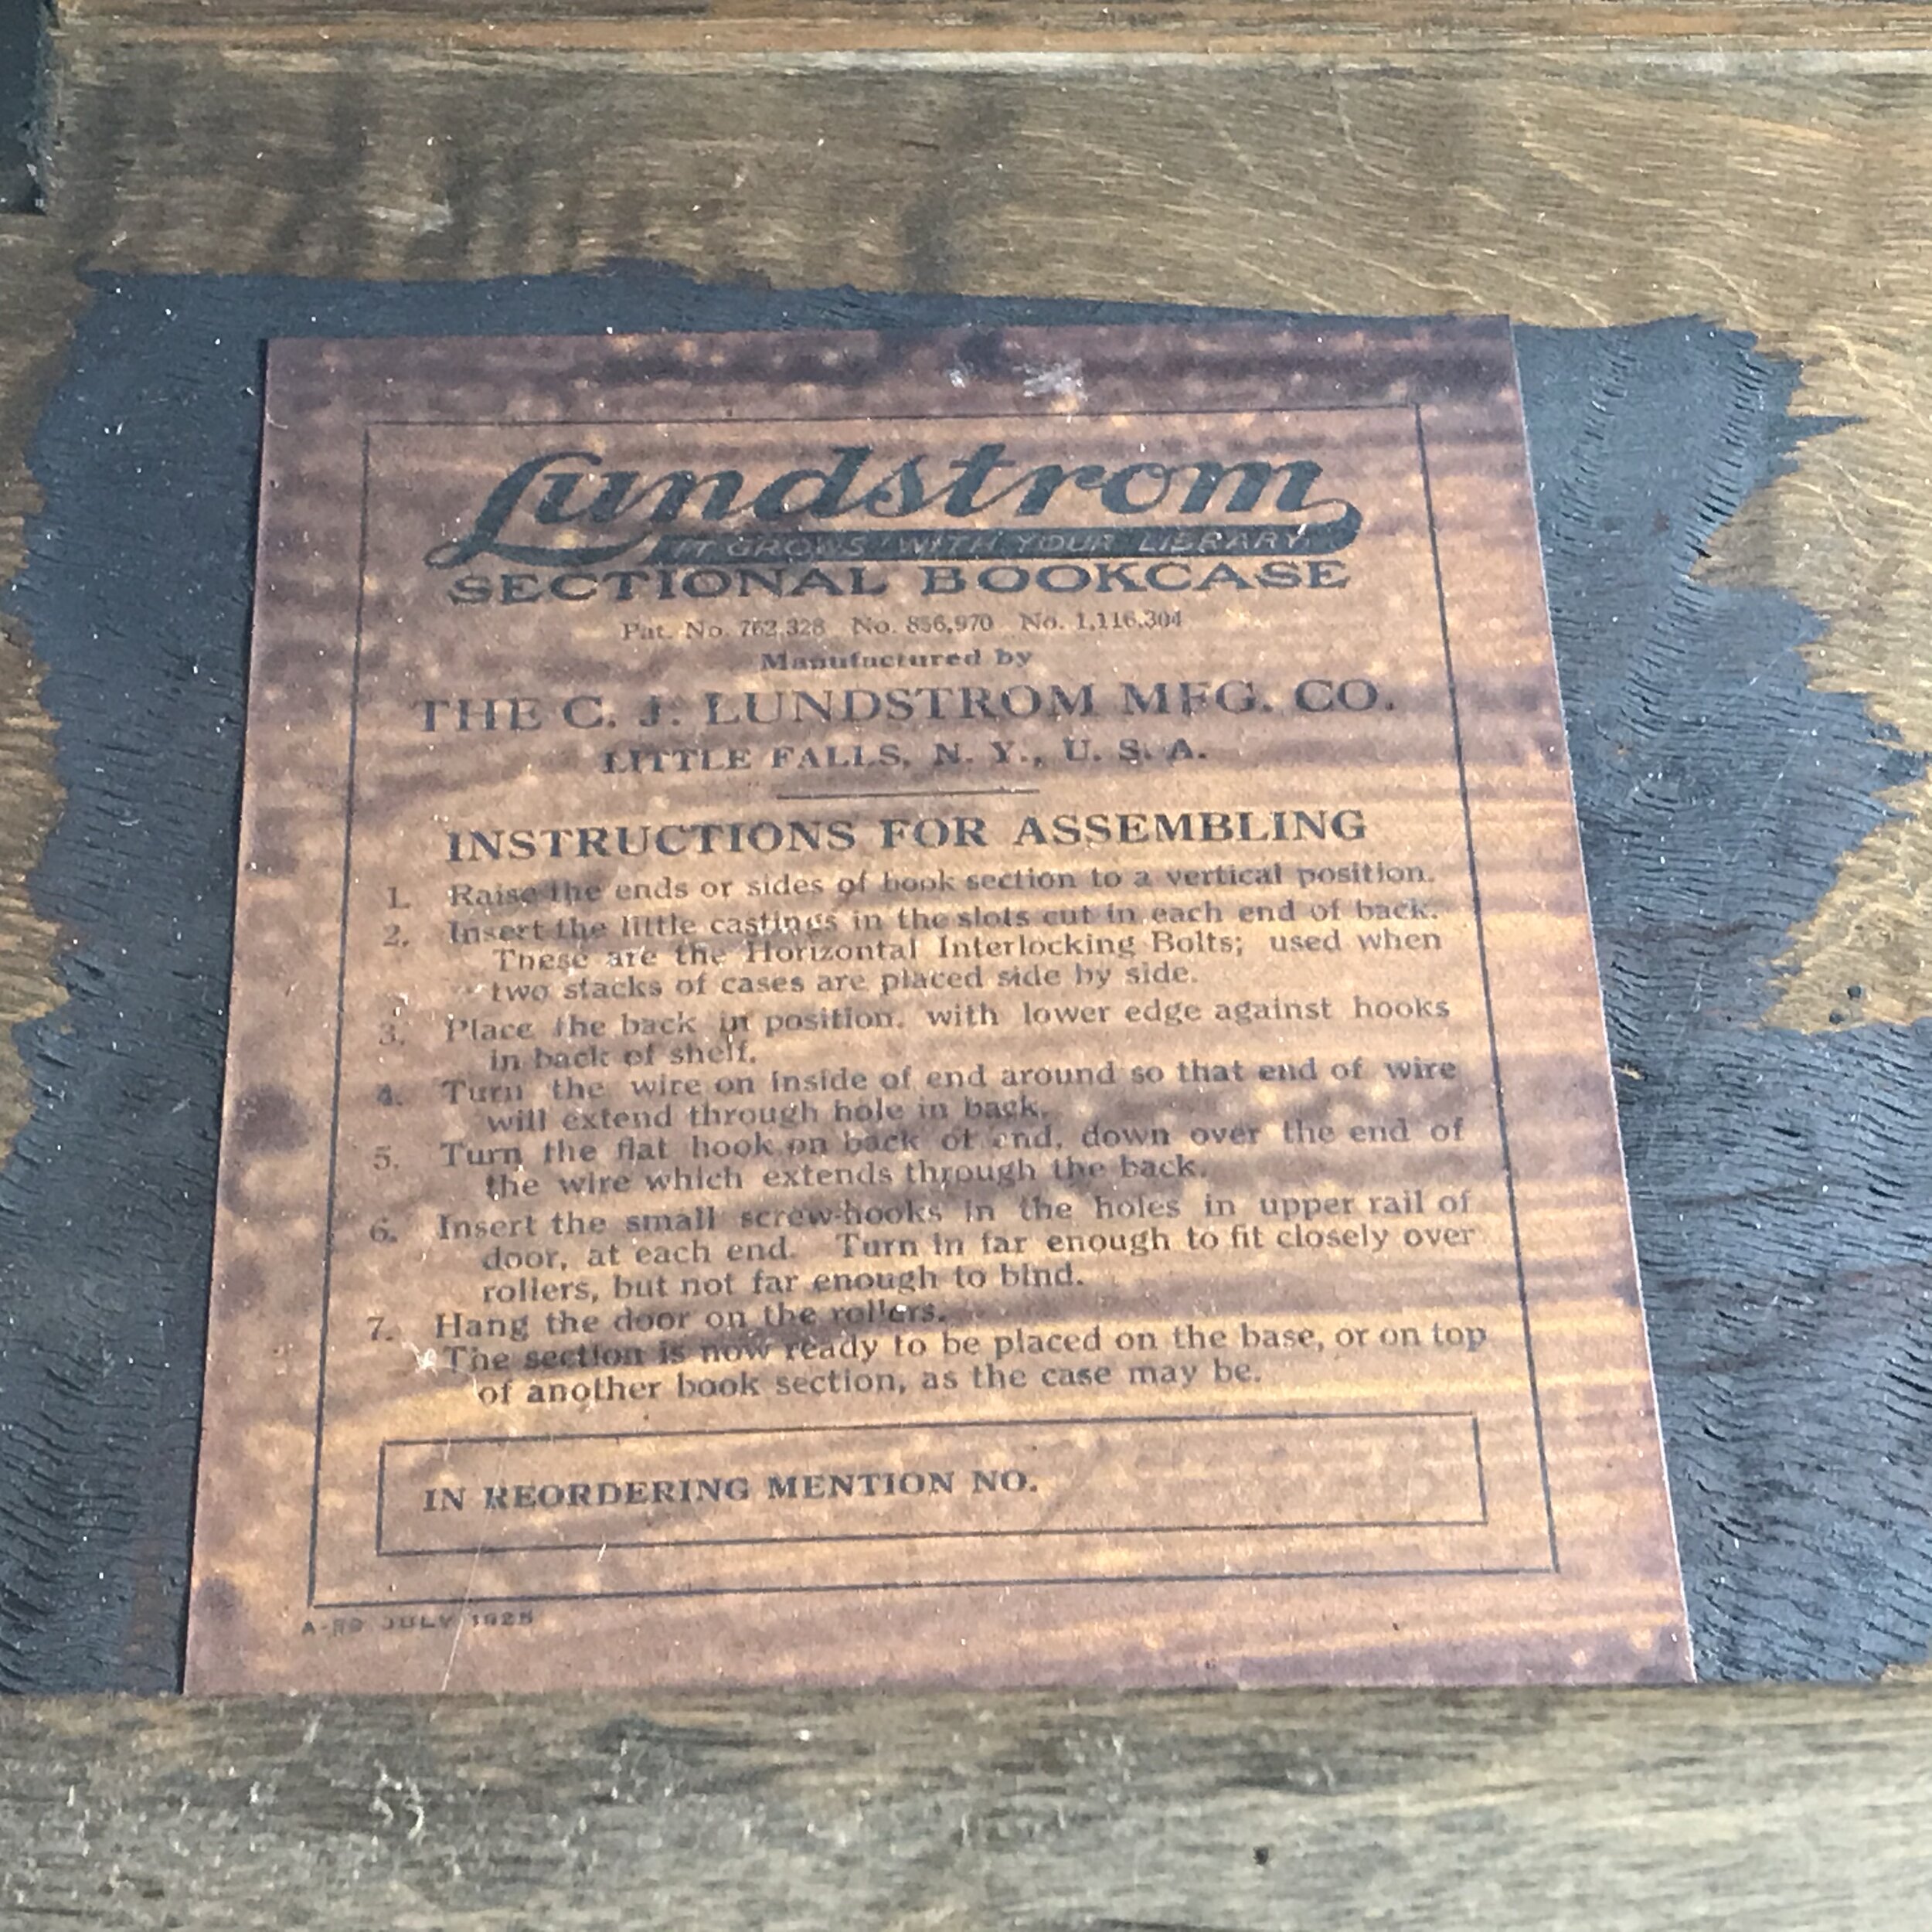 Lundstrom
IT GROWS WITH YOUR LIBRARY
SECTIONAL BOOKCASE
Pat. No. 762,328 No. 856,970 No. 1,116,304
Manufactured by
THE C. J. LUNDSTROM MFG. CO.
LITTLE FALLS, N. Y., U. S. A.
INSTRUCTIONS FOR ASSEMBLING
1. Raise the ends or sides of book section to a vertical position.
2. Insert the little castings in the slots cut in each end of back.
These are the Horizontal Interlocking Bolts; used when
two stacks of cases are placed side by side.
3. Place the back in position, with lower edge against hooks
in back of shelf.
4. Turn the wire on inside of end around so that end of wire
will extend through hole in back.
5. Turn the flat hook on back of end, down over the end of
the wire which extends through the back.
6. Insert the small screw-hooks in the holes in upper rail of
door, at each end. Turn in far enough to fit closely over
rollers, but not far enough to bind.
7. Hang the door on the rollers.
The section is now ready to be placed on the base, or on top
of another book section, as the case may be.
IN REORDERING MENTION NO.
JULY 1925